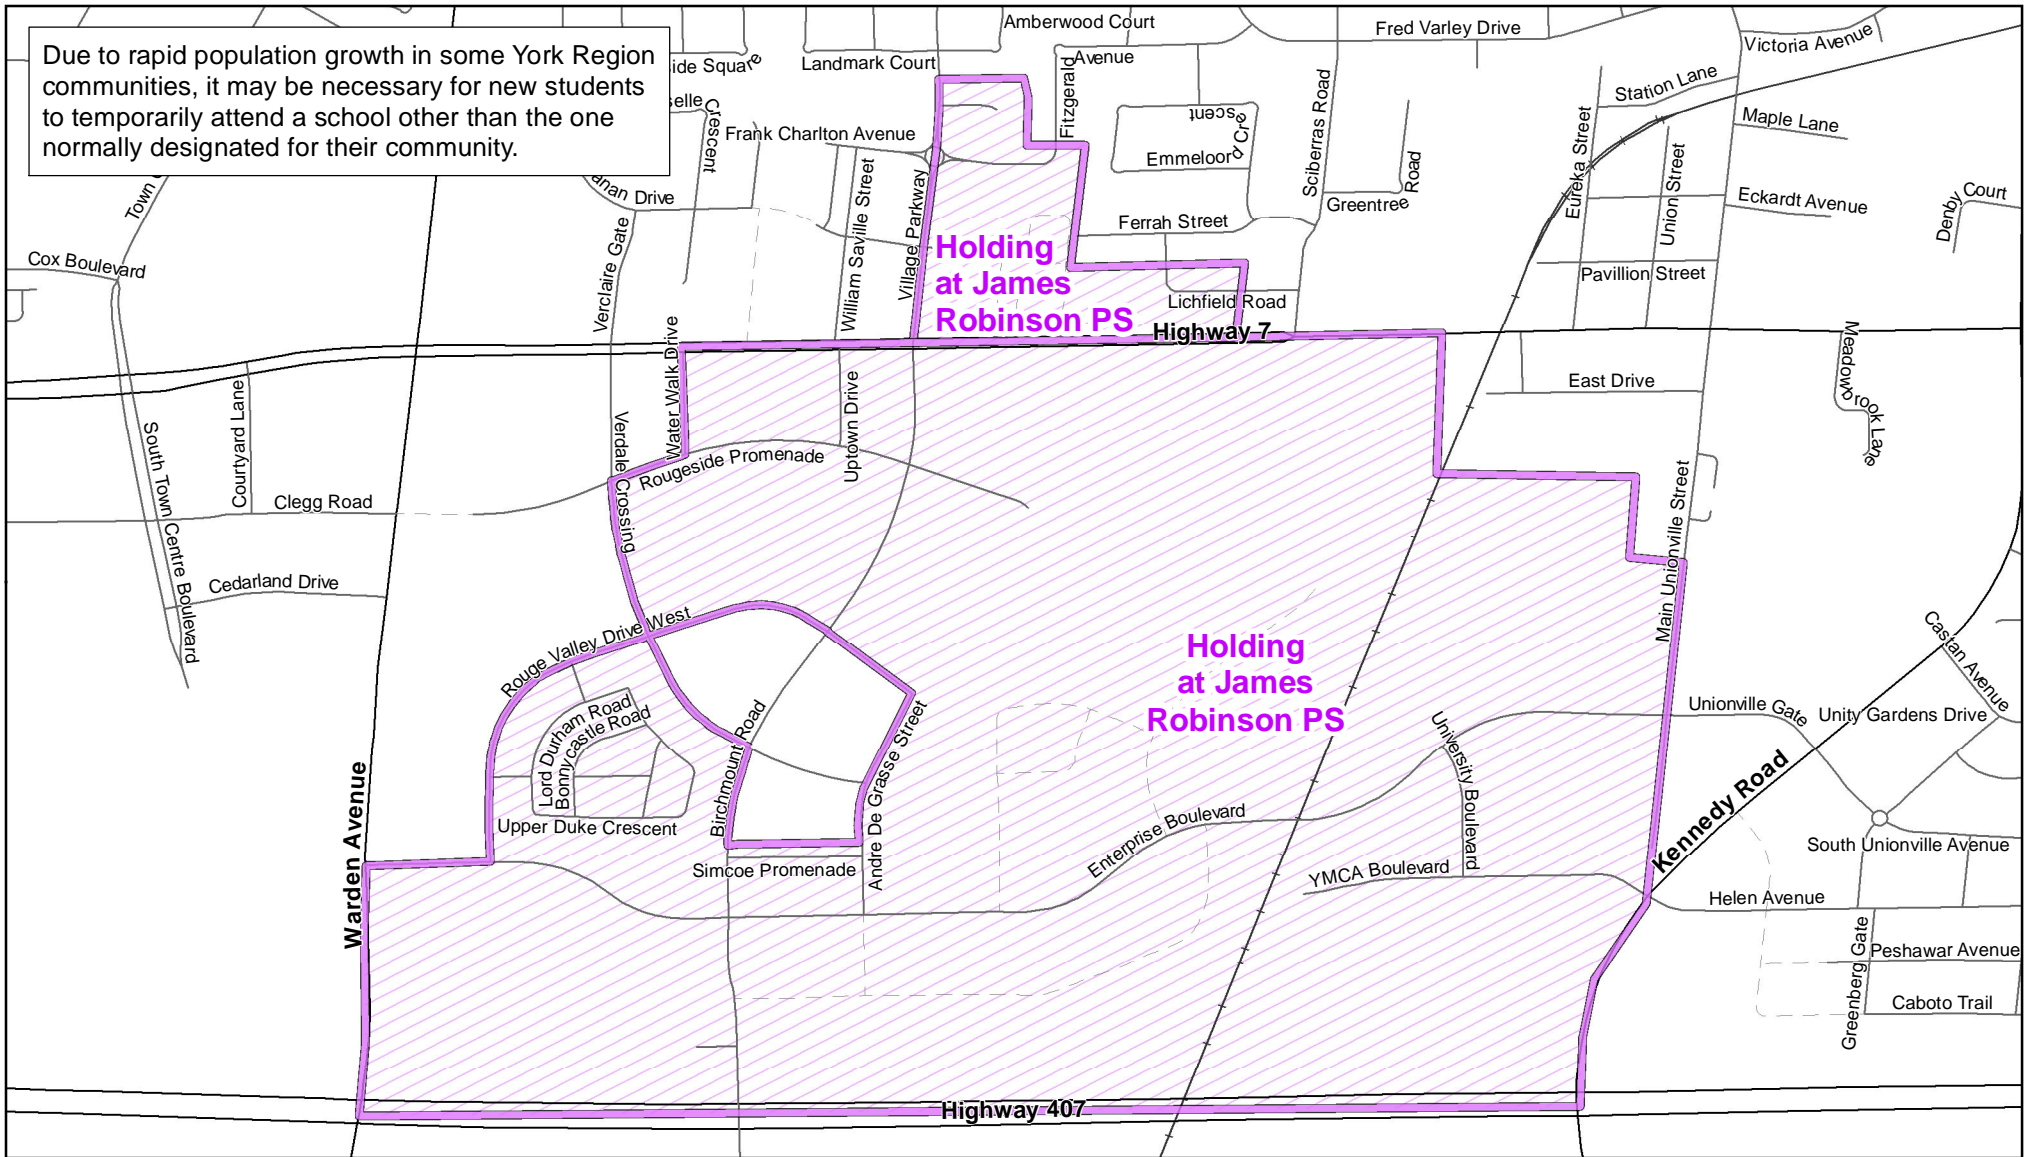 Due to rapid population growth in some York Region
communities, it may be necessary for new students
to temporarily attend a school other than the one
normally designated for their community.
Amberwood Court
Fred Varley Drive
Victoria Avenue
Landmark Court
Avenue
Fitzgerald
Station Lane
Crescent
Frank Charlton Avenue
Crescent
Emmeloord
Sciberras Road
Greentree
Road
Eureka Street
Union Street
Maple Lane
Eckardt Avenue
Denby Court
Town
Drive
Verclaire Gate
William Saville Street
Village Parkway
Ferrah Street
Cox Boulevard
Holding
at James
Robinson PS
Lichfield Road
Pavillion Street
Highway 7
Water Walk Drive
Meadowbrook Lane
East Drive
Courtyard Lane
South Town Centre Boulevard
Verdale Crossing
Uptown Drive
Rougeside Promenade
Clegg Road
Main Unionville Street
Cedarland Drive
Rouge Valley Drive West
Holding
at James
Robinson PS
Castan Avenue
Lord Durham Road
Bonnycastle Road
Birchmount Road
Andre De Grasse Street
University Boulevard
Unionville Gate
Unity Gardens Drive
Warden Avenue
Kennedy Road
Upper Duke Crescent
Enterprise Boulevard
South Unionville Avenue
Simcoe Promenade
YMCA Boulevard
Helen Avenue
Greenberg Gate
Peshawar Avenue
Caboto Trail
Highway 407